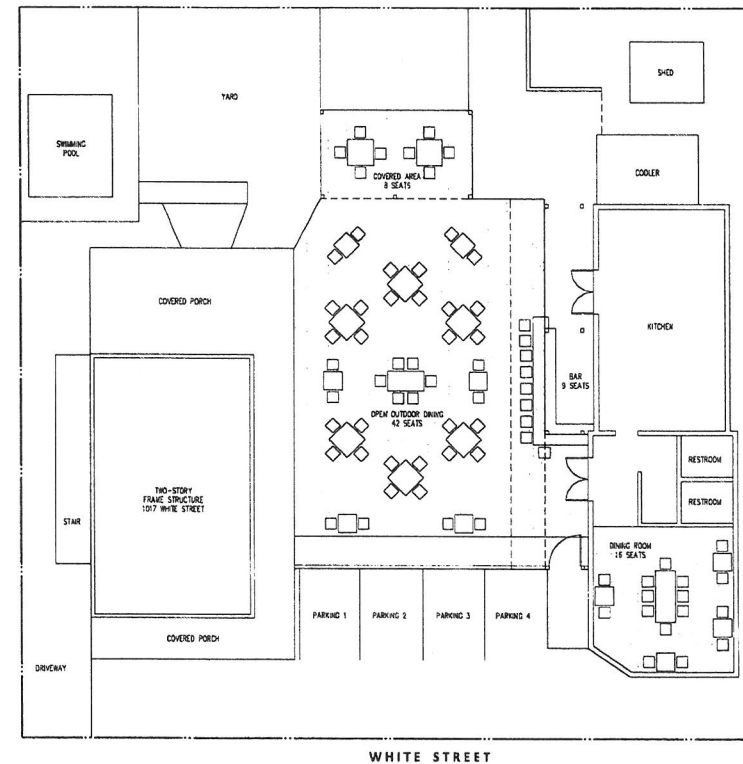 YARD
SHED
SWIMMING
POOL
COVERED AREA
8 SEATS
COOLER
COVERED PORCH
KITCHEN
BAR
9 SEATS
OPEN OUTDOOR DINING
42 SEATS
RESTROOM
RESTROOM
TWO-STORY
FRAME STRUCTURE
1017 WHITE STREET
STAIR
DINING ROOM
16 SEATS
PARKING 1
PARKING 2
PARKING 3
PARKING 4
COVERED PORCH
DRIVEWAY
WHITE STREET